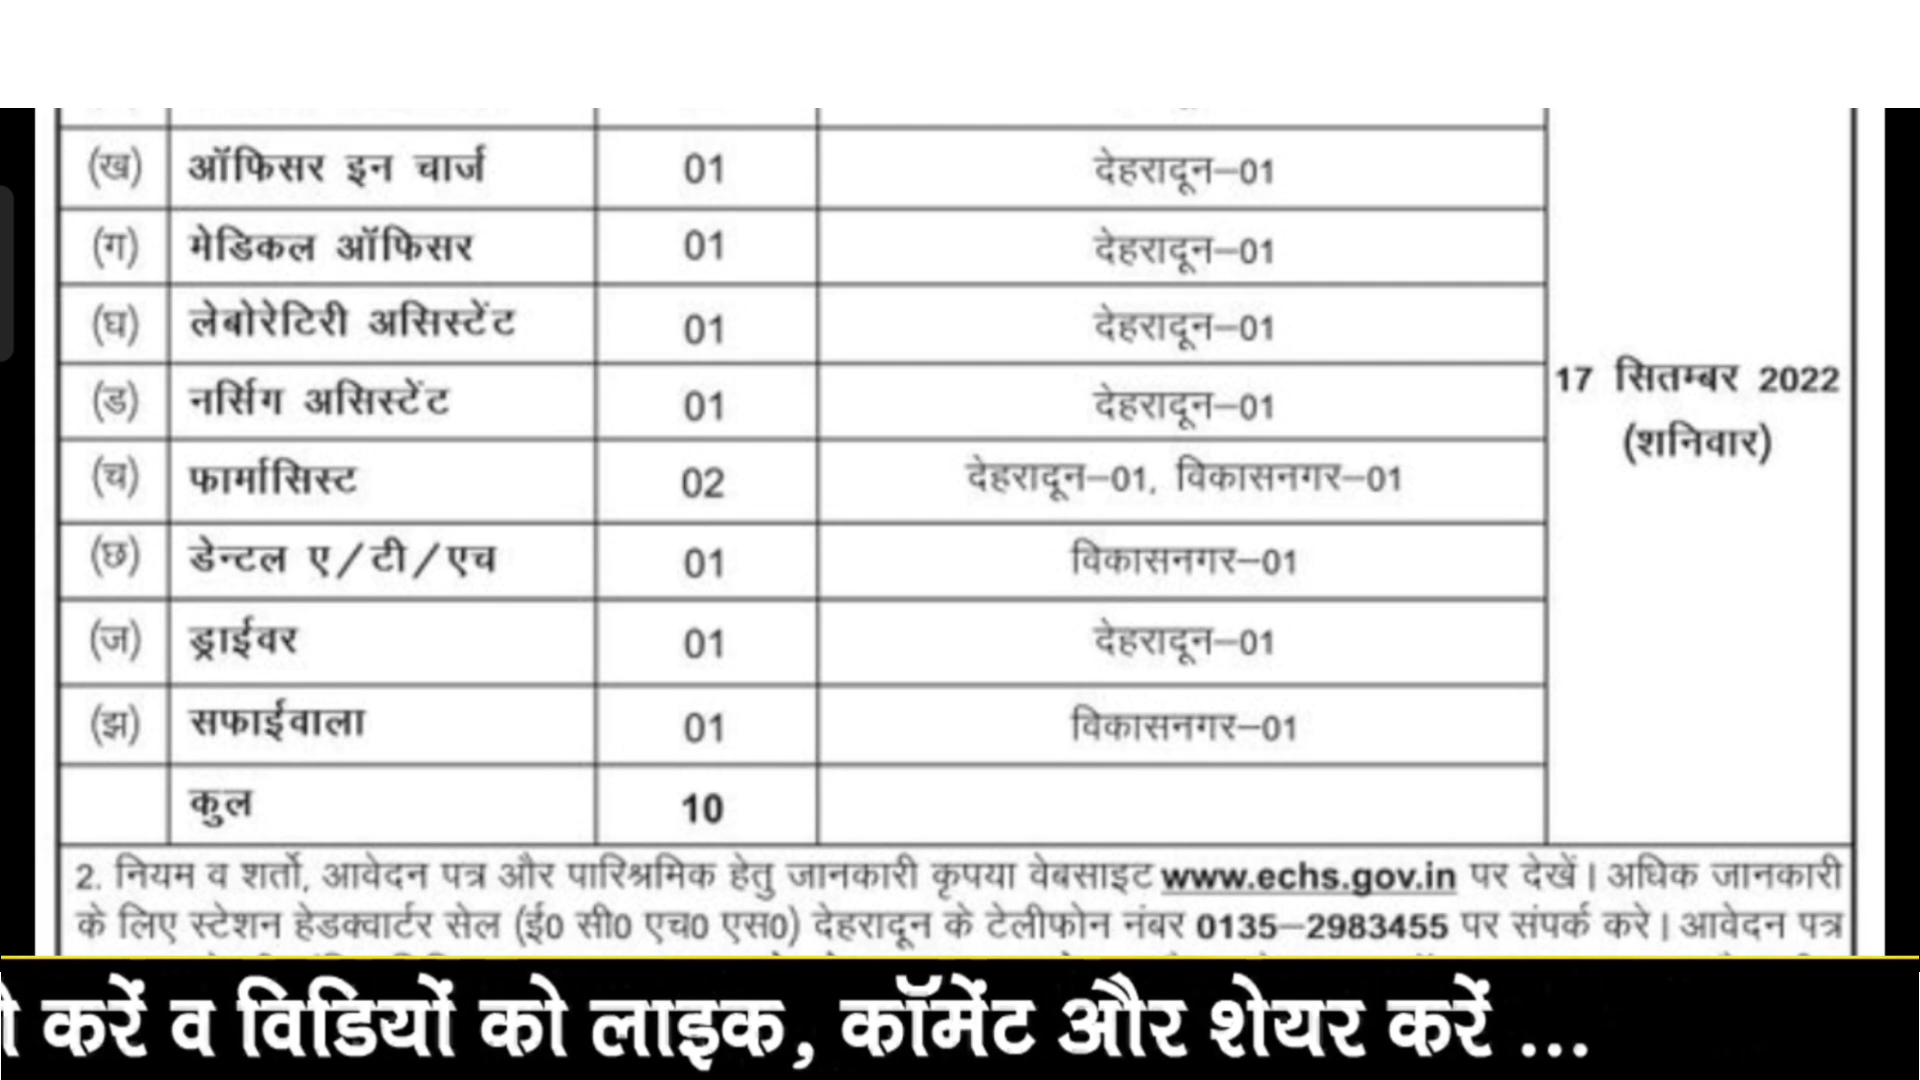 (ख) ऑफिसर इन चार्ज 01 देहरादून–01
(ग) मेडिकल ऑफिसर 01 देहरादून–01
(घ) लेबोरेटिरी असिस्टेंट 01 देहरादून–01
(ड) नर्सिग असिस्टेंट 01 देहरादून–01
17 सितम्बर 2022
(शनिवार)
(च) फार्मासिस्ट 02 देहरादून–01, विकासनगर–01
(छ) डेन्टल ए/टी/एच 01 विकासनगर–01
(ज) ड्राईवर 01 देहरादून–01
(झ) सफाईवाला 01 विकासनगर–01
कुल 10
2. नियम व शर्तो, आवेदन पत्र और पारिश्रमिक हेतु जानकारी कृपया वेबसाइट www.echs.gov.in पर देखें। अधिक जानकारी
के लिए स्टेशन हेडक्वार्टर सेल (ई0 सी0 एच0 एस0) देहरादून के टेलीफोन नंबर 0135–2983455 पर संपर्क करे। आवेदन पत्र
करें व विडियों को लाइक, कॉमेंट और शेयर करें ...